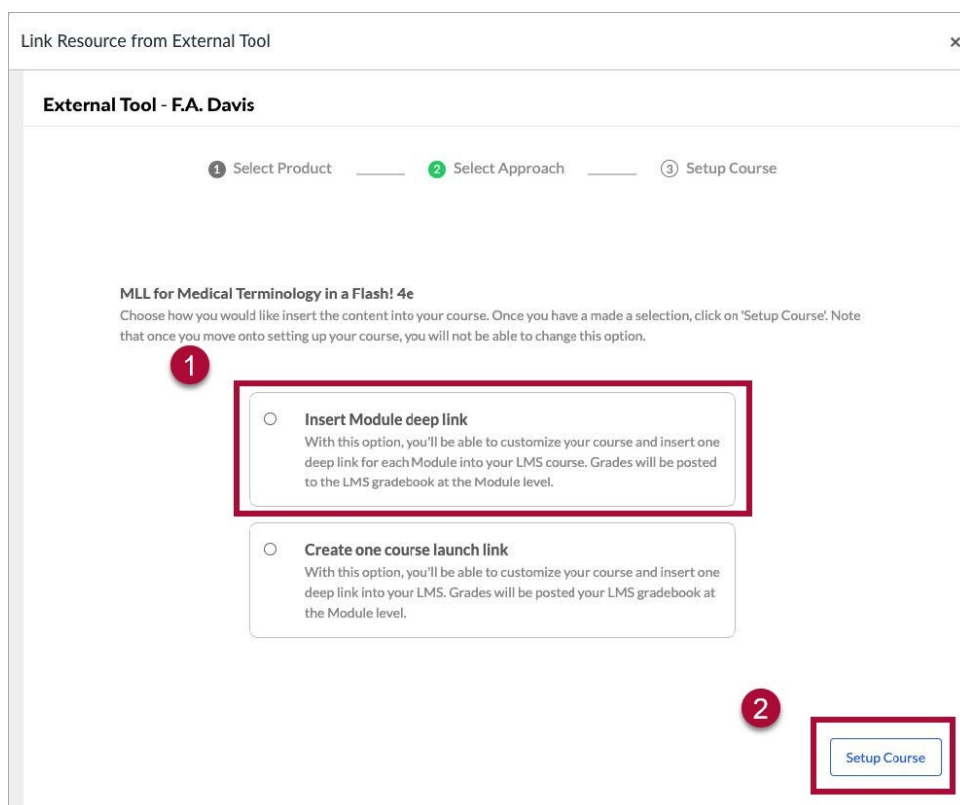 Link Resource from External Tool
×
External Tool - F.A. Davis
1 Select Product 2 Select Approach 3 Setup Course
MLL for Medical Terminology in a Flash! 4e
Choose how you would like insert the content into your course. Once you have a made a selection, click on 'Setup Course'. Note
that once you move onto setting up your course, you will not be able to change this option.
1
Insert Module deep link
With this option, you'll be able to customize your course and insert one
deep link for each Module into your LMS course. Grades will be posted
to the LMS gradebook at the Module level.
Create one course launch link
With this option, you'll be able to customize your course and insert one
deep link into your LMS. Grades will be posted your LMS gradebook at
the Module level.
2
Setup Course